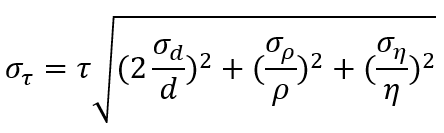 σ_τ = τ√((2 σ_d/d)² + (σ_ρ/ρ)² + (σ_η/η)²)